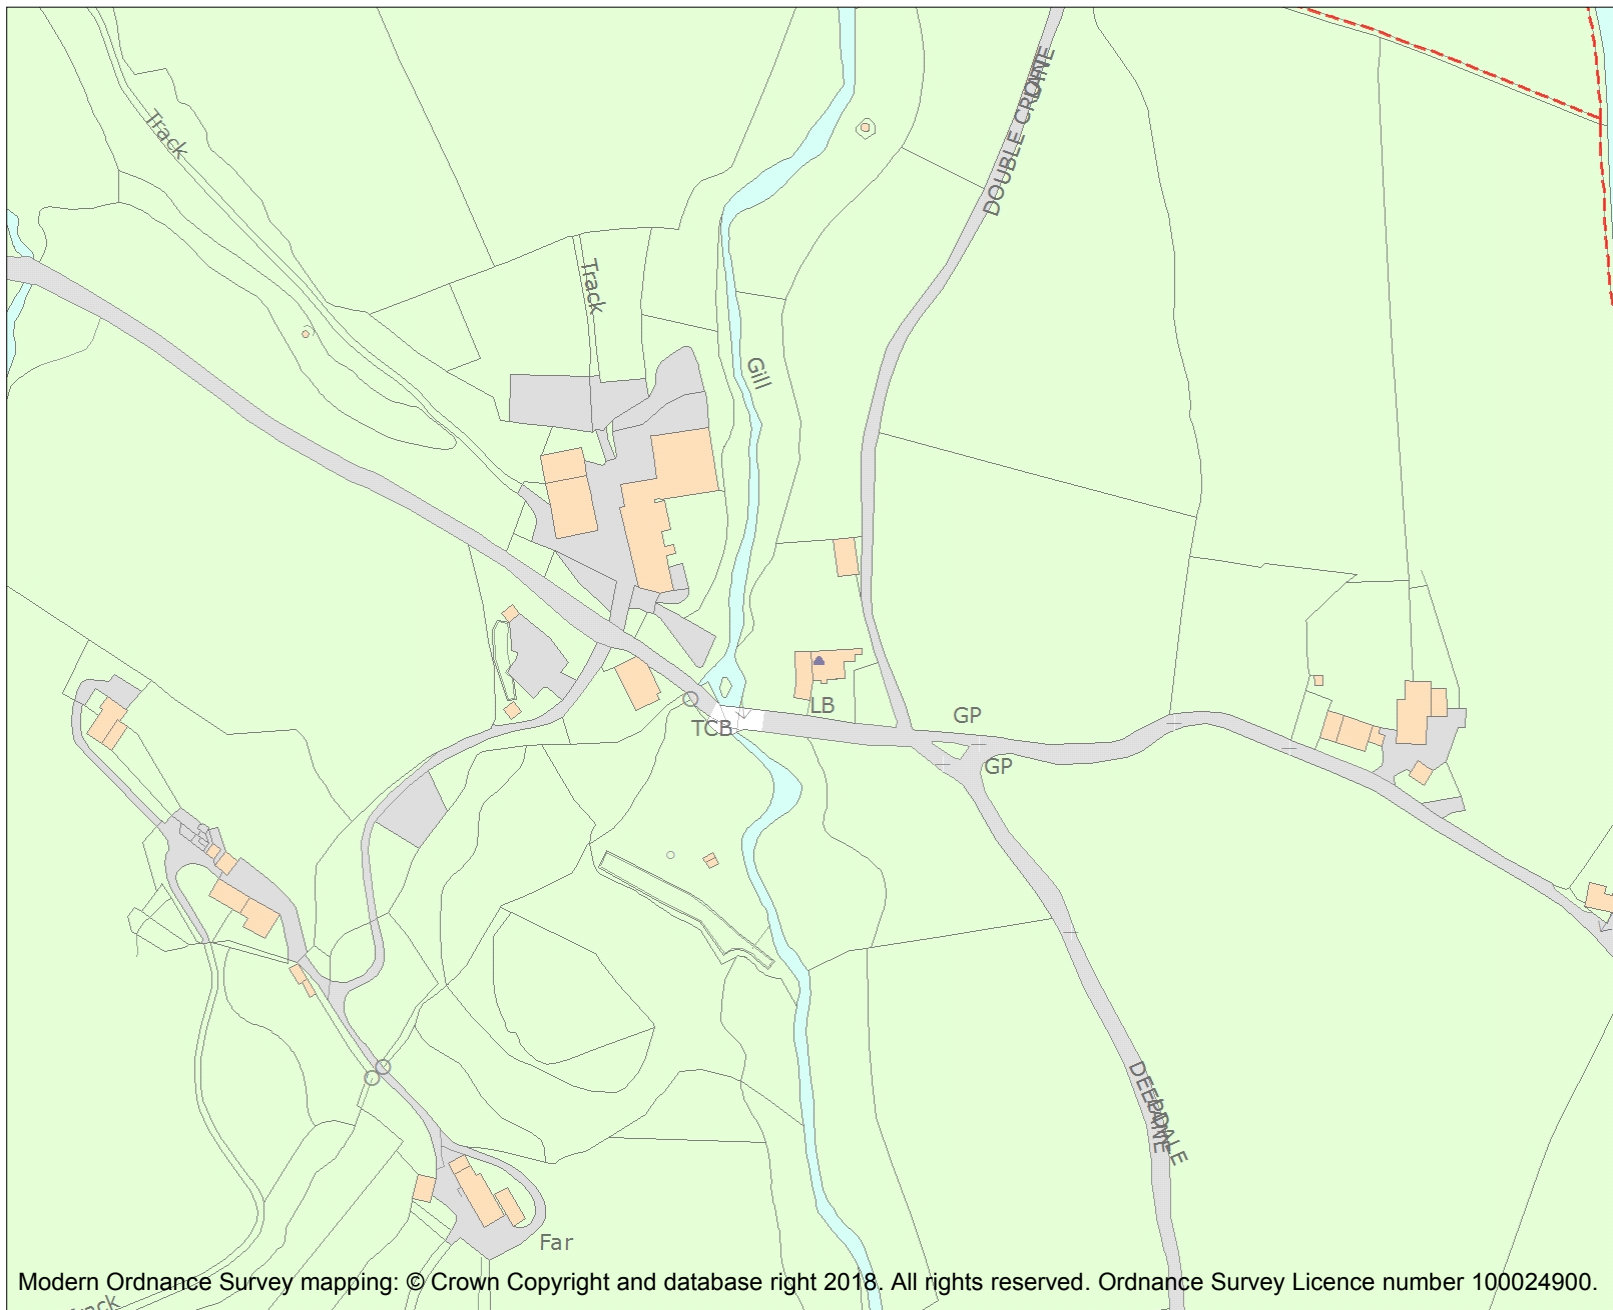 Track
DOUBLE CROFT
LANE
Track
Gill
LB
TCB
GP
GP
DEEPDALE
LANE
Far
Modern Ordnance Survey mapping: © Crown Copyright and database right 2018. All rights reserved. Ordnance Survey Licence number 100024900.